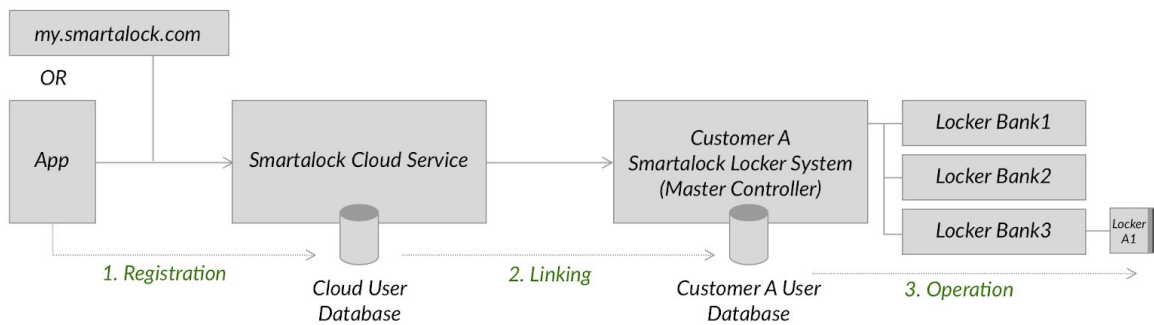 my.smartalock.com
OR
App
Smartalock Cloud Service
Customer A
Smartalock Locker System
(Master Controller)
Locker Bank1
Locker Bank2
Locker Bank3
Locker
A1
1. Registration
2. Linking
3. Operation
Cloud User
Database
Customer A User
Database